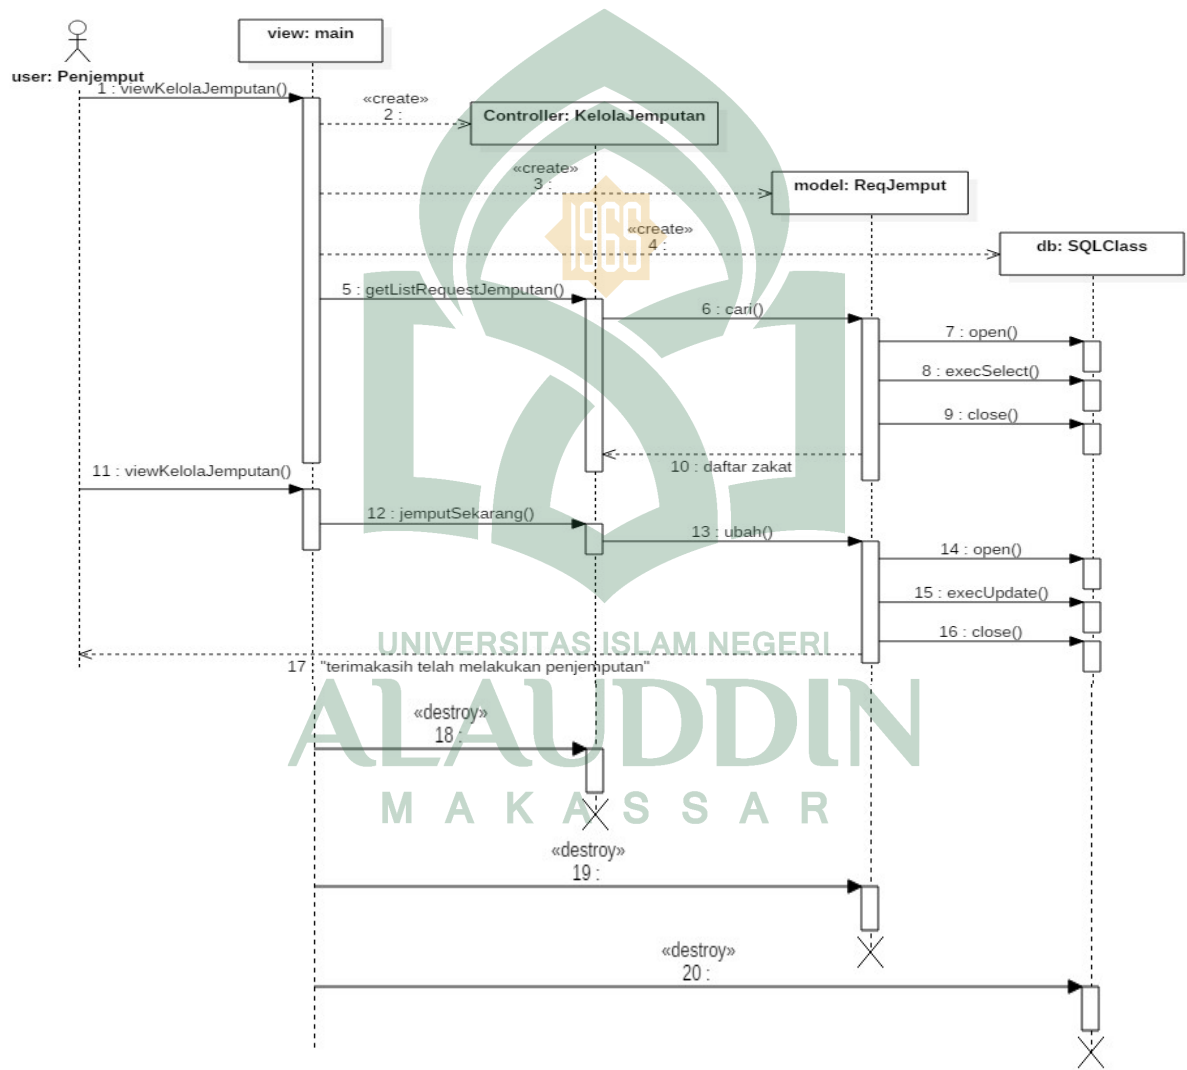 view: main
user: Penjemput
1 : viewKelolaJemputan()
«create»
2 :
Controller: KelolaJemputan
«create»
3 :
model: ReqJemput
1965
«create»
4 :
db: SQLClass
5 : getListRequestJemputan()
6 : cari()
7 : open()
8 : execSelect()
9 : close()
10 : daftar zakat
11 : viewKelolaJemputan()
12 : jemputSekarang()
13 : ubah()
14 : open()
15 : execUpdate()
16 : close()
UNIVERSITAS ISLAM NEGERI
17 : "terimakasih telah melakukan penjemputan"
ALAUDDIN
«destroy»
18 :
MAKASSAR
«destroy»
19 :
«destroy»
20 :